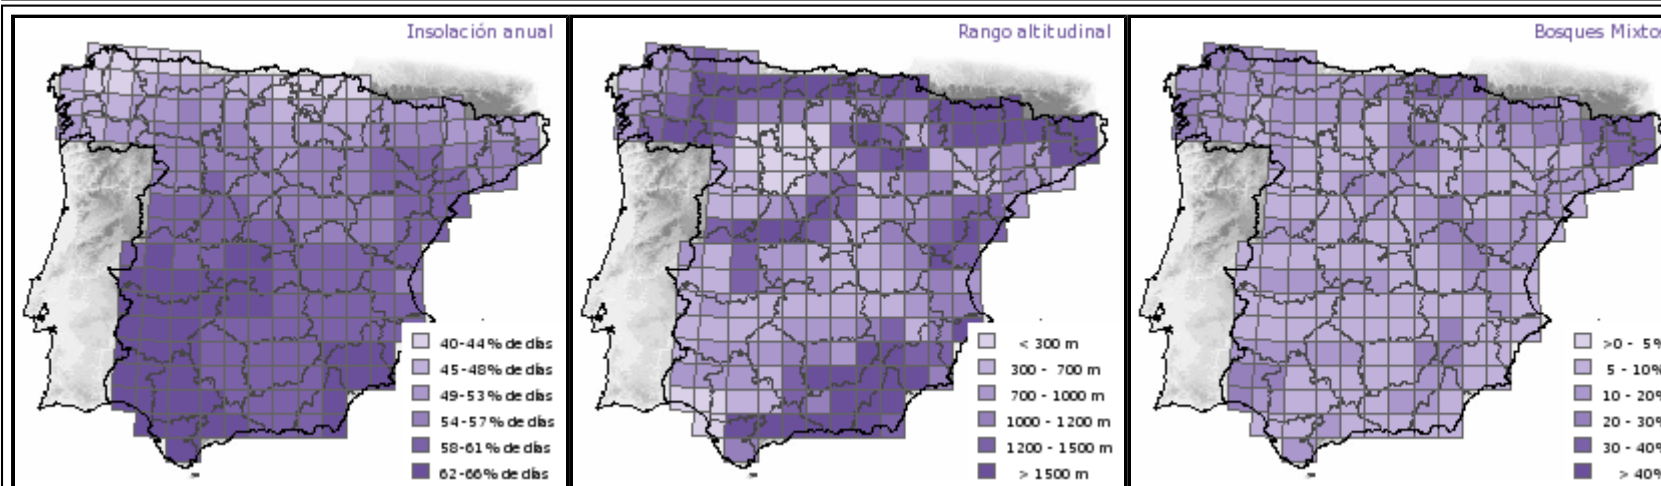 Insolación anual
40-44% de días
45-48% de días
49-53% de días
54-57% de días
58-61% de días
62-66% de días
Rango altitudinal
< 300 m
300 - 700 m
700 - 1000 m
1000 - 1200 m
1200 - 1500 m
> 1500 m
Bosques Mixtos
>0 - 5%
5 - 10%
10 - 20%
20 - 30%
30 - 40%
> 40%